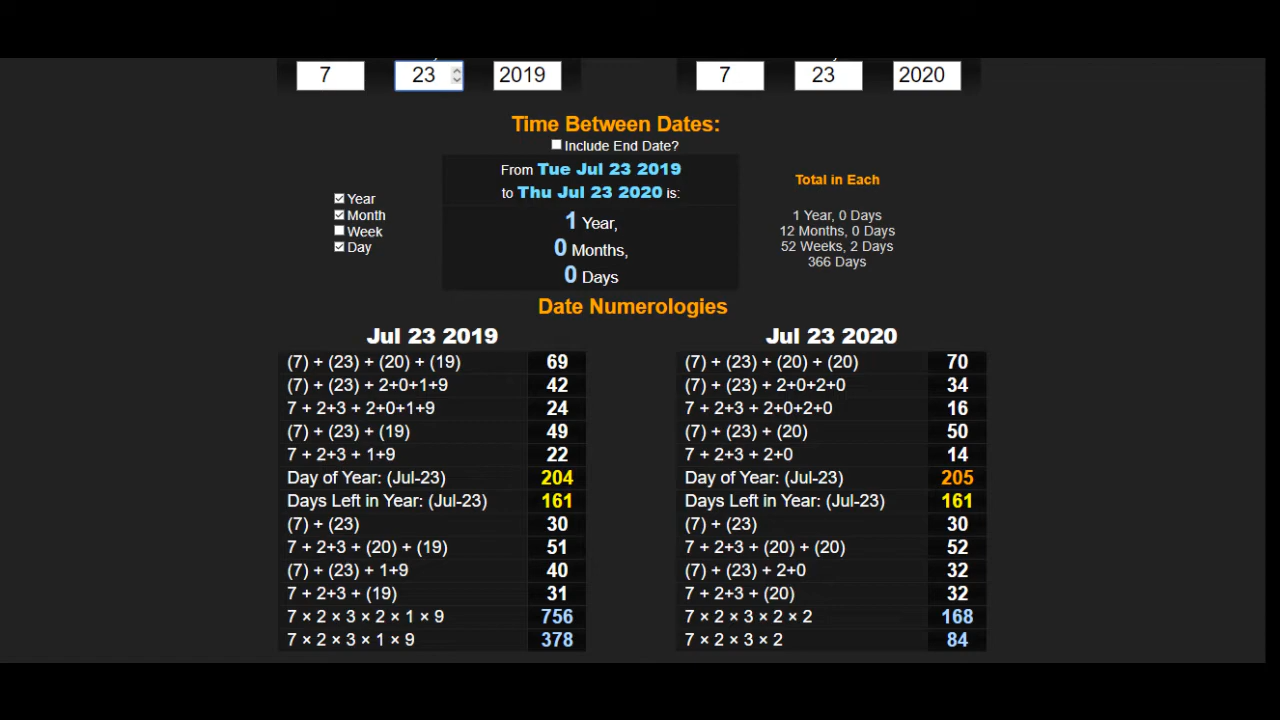 7 23 2019 7 23 2020
Time Between Dates:
Include End Date?
From Tue Jul 23 2019
to Thu Jul 23 2020 is:
1 Year,
0 Months,
0 Days
Year
Month
Week
Day
Total in Each
1 Year, 0 Days
12 Months, 0 Days
52 Weeks, 2 Days
366 Days
Date Numerologies
Jul 23 2019
(7) + (23) + (20) + (19) 69
(7) + (23) + 2+0+1+9 42
7 + 2+3 + 2+0+1+9 24
(7) + (23) + (19) 49
7 + 2+3 + 1+9 22
Day of Year: (Jul-23) 204
Days Left in Year: (Jul-23) 161
(7) + (23) 30
7 + 2+3 + (20) + (19) 51
(7) + (23) + 1+9 40
7 + 2+3 + (19) 31
7 × 2 × 3 × 2 × 1 × 9 756
7 × 2 × 3 × 1 × 9 378
Jul 23 2020
(7) + (23) + (20) + (20) 70
(7) + (23) + 2+0+2+0 34
7 + 2+3 + 2+0+2+0 16
(7) + (23) + (20) 50
7 + 2+3 + 2+0 14
Day of Year: (Jul-23) 205
Days Left in Year: (Jul-23) 161
(7) + (23) 30
7 + 2+3 + (20) + (20) 52
(7) + (23) + 2+0 32
7 + 2+3 + (20) 32
7 × 2 × 3 × 2 × 2 168
7 × 2 × 3 × 2 84